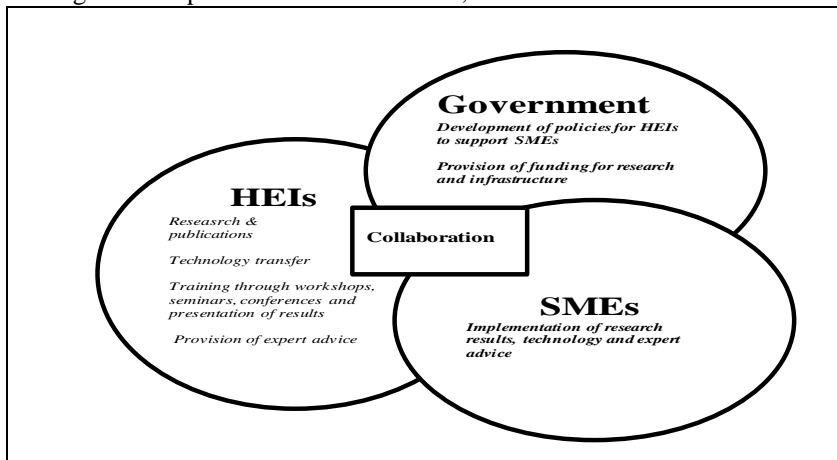 Government
Development of policies for HEIs
to support SMEs
Provision of funding for research
and infrastructure
HEIs
Reseasrch &
publications
Technology transfer
Training through workshops,
seminars, conferences and
presentation of results
Provision of expert advice
Collaboration
SMEs
Implementation of research
results, technology and expert
advice